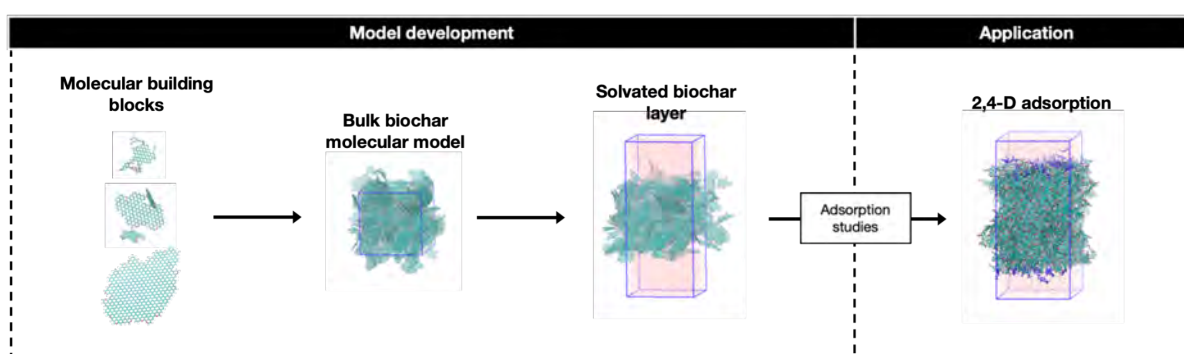 Model development
Application
Molecular building
blocks
Bulk biochar
molecular model
Solvated biochar
layer
Adsorption
studies
2,4-D adsorption